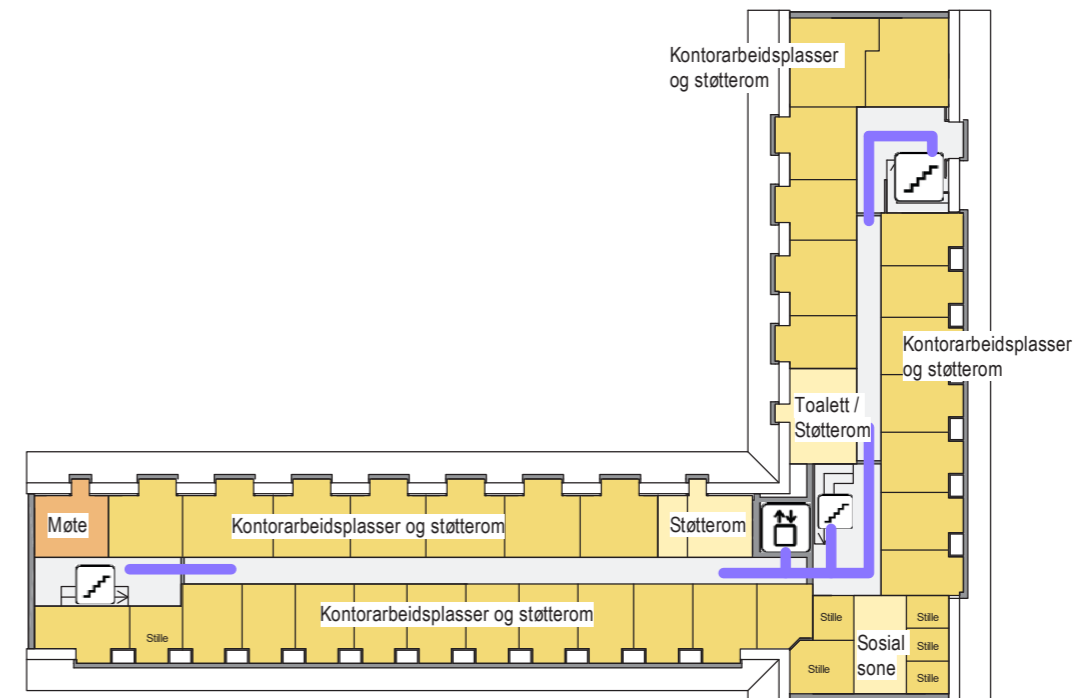 Kontorarbeidsplasser
og støtterom
Kontorarbeidsplasser
og støtterom
Toalett /
Støtterom
Møte
Kontorarbeidsplasser og støtterom
Støtterom
Kontorarbeidsplasser og støtterom
Stille
Stille
Stille
Sosial
sone
Stille
Stille
Stille